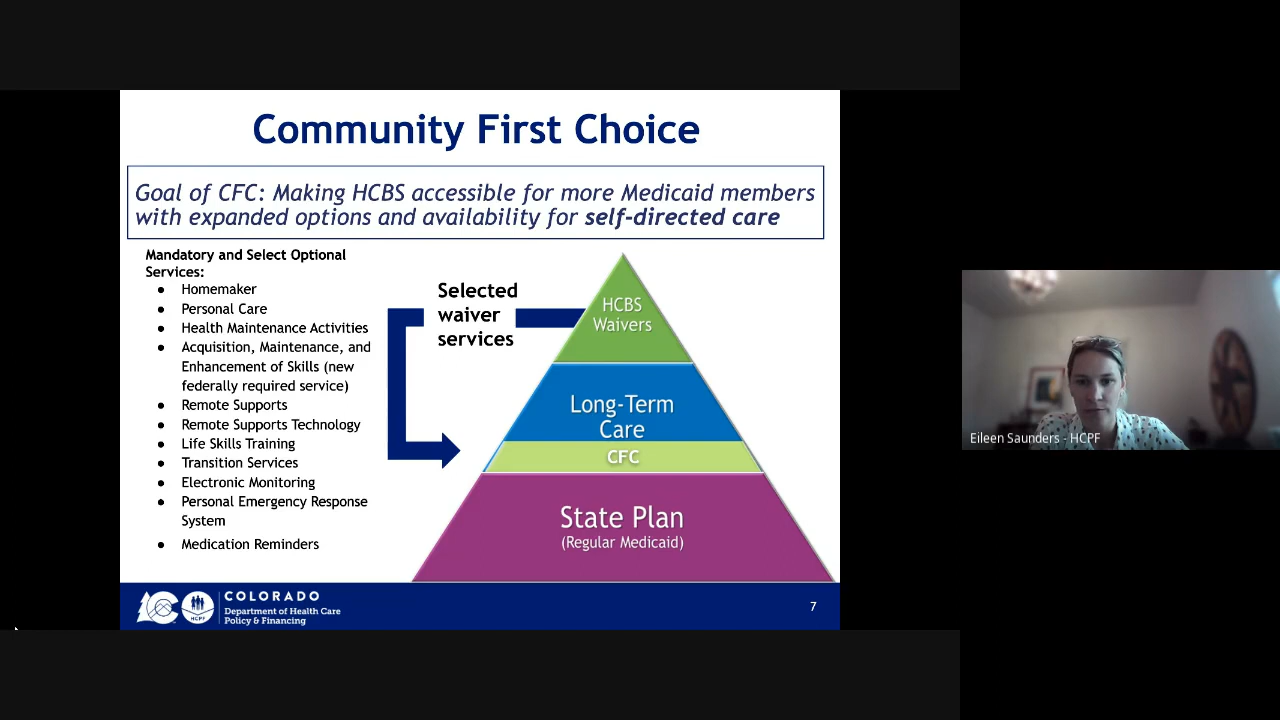 Community First Choice
Goal of CFC: Making HCBS accessible for more Medicaid members
with expanded options and availability for self-directed care
Mandatory and Select Optional
Services:
● Homemaker
● Personal Care
● Health Maintenance Activities
● Acquisition, Maintenance, and
Enhancement of Skills (new
federally required service)
● Remote Supports
● Remote Supports Technology
● Life Skills Training
● Transition Services
● Electronic Monitoring
● Personal Emergency Response
System
● Medication Reminders
Selected
waiver
services
HCBS
Waivers
Long-Term
Care
CFC
State Plan
(Regular Medicaid)
HCPF
COLORADO
Department of Health Care
Policy & Financing
7
Eileen Saunders - HCPF